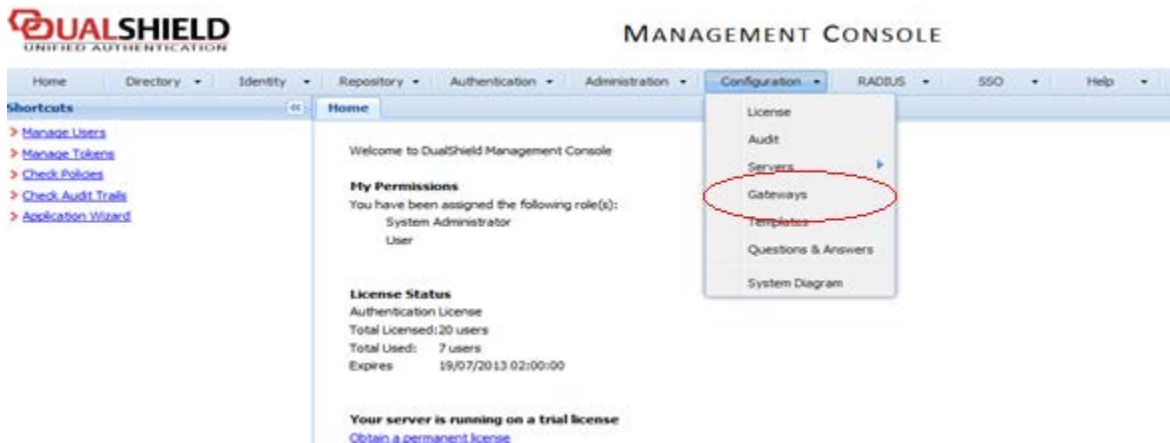 DUALSHIELD
UNIFIED AUTHENTICATION
MANAGEMENT CONSOLE
Home Directory Identity Repository Authentication Administration Configuration RADIUS SSO Help
Shortcuts
Home
Manage Users
Manage Tokens
Check Policies
Check Audit Trails
Application Wizard
Welcome to DualShield Management Console
My Permissions
You have been assigned the following role(s):
System Administrator
User
License Status
Authentication License
Total Licensed: 20 users
Total Used: 7 users
Expires 19/07/2013 02:00:00
Your server is running on a trial license
Obtain a permanent license
License
Audit
Servers
Gateways
Templates
Questions & Answers
System Diagram